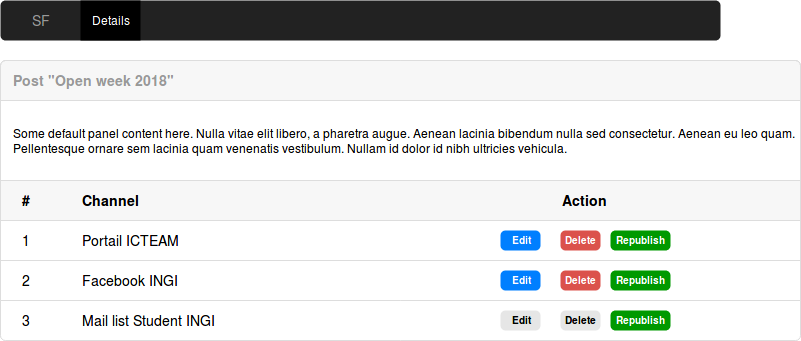 SF Details
Post "Open week 2018"
Some default panel content here. Nulla vitae elit libero, a pharetra augue. Aenean lacinia bibendum nulla sed consectetur. Aenean eu leo quam.
Pellentesque ornare sem lacinia quam venenatis vestibulum. Nullam id dolor id nibh ultricies vehicula.
# Channel Action
1 Portail ICTEAM Edit Delete Republish
2 Facebook INGI Edit Delete Republish
3 Mail list Student INGI Edit Delete Republish